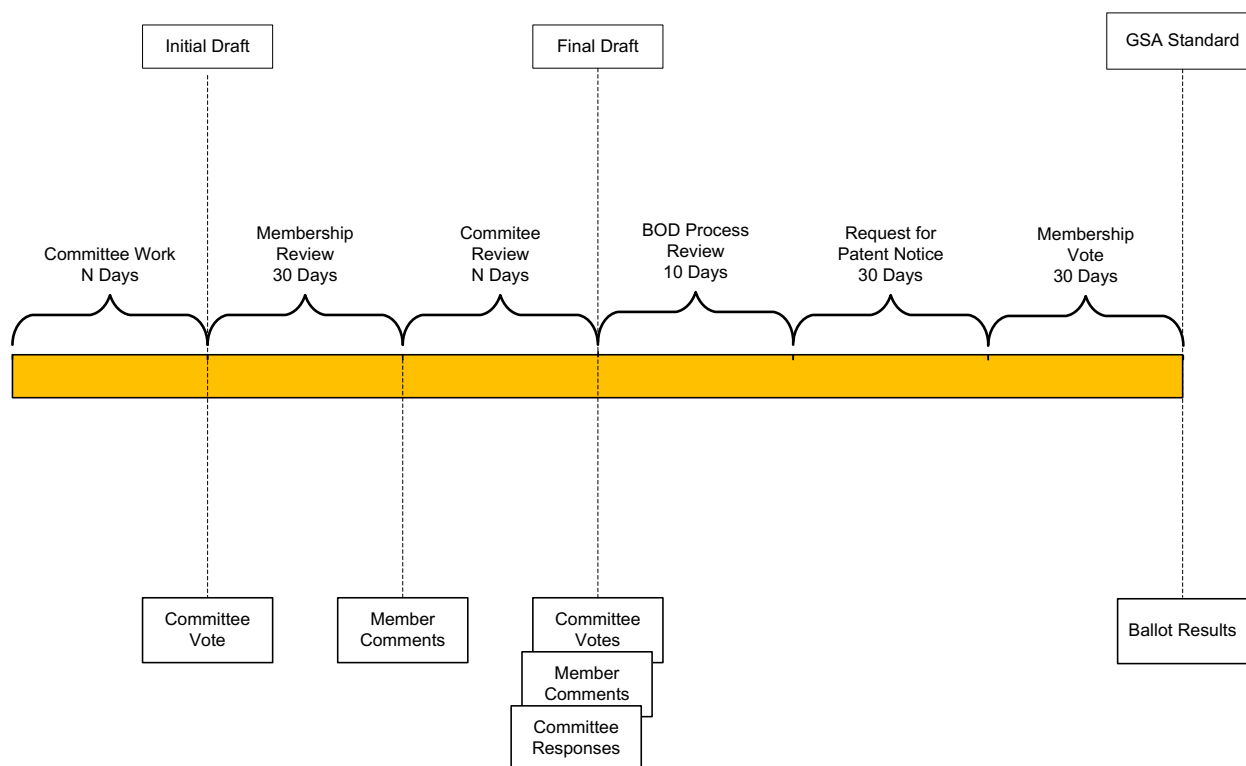 Initial Draft
Final Draft
GSA Standard
Committee Work
N Days
Membership
Review
30 Days
Commitee
Review
N Days
BOD Process
Review
10 Days
Request for
Patent Notice
30 Days
Membership
Vote
30 Days
Committee
Vote
Member
Comments
Committee
Votes
Member
Comments
Committee
Responses
Ballot Results